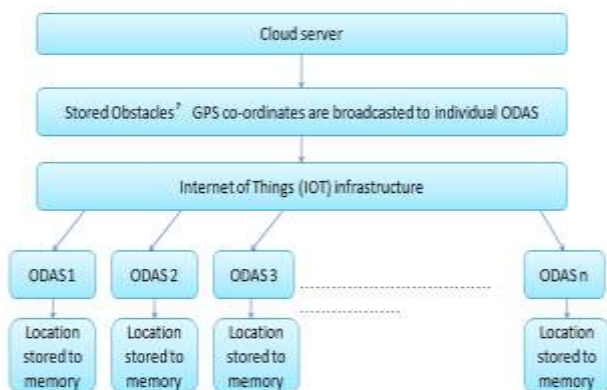 Cloud server
Stored Obstacles’ GPS co-ordinates are broadcasted to individual ODAS
Internet of Things (IOT) infrastructure
ODAS 1
ODAS 2
ODAS 3
ODAS n
Location
stored to
memory
Location
stored to
memory
Location
stored to
memory
Location
stored to
memory